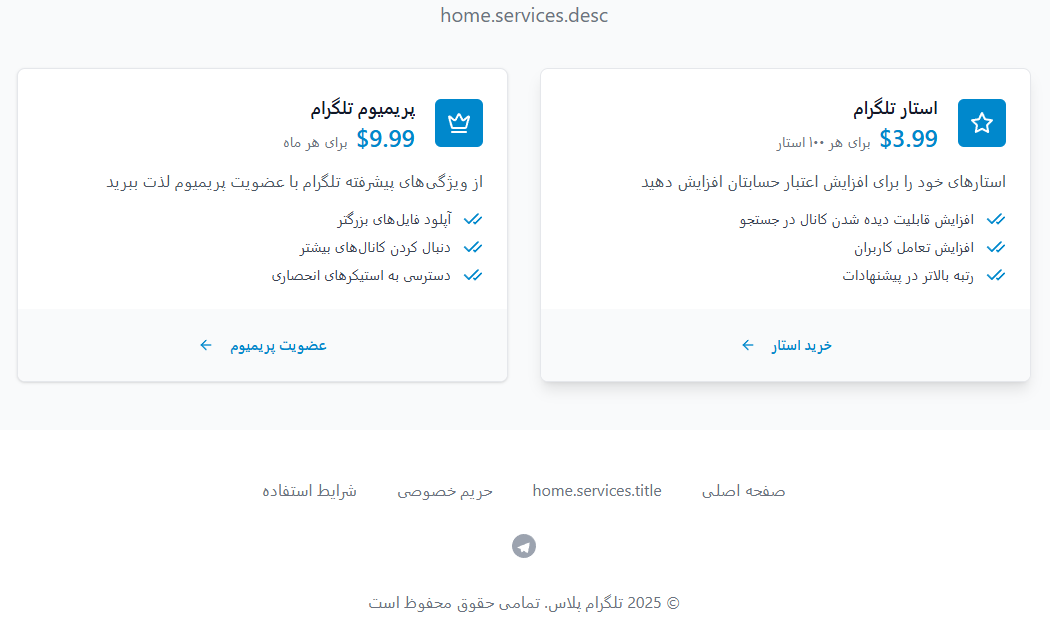 home.services.desc
استار تلگرام
$3.99 برای هر ۱۰۰ استار
استارهای خود را برای افزایش اعتبار حسابتان افزایش دهید
افزایش قابلیت دیده شدن کانال در جستجو
افزایش تعامل کاربران
رتبه بالاتر در پیشنهادات
خرید استار
پریمیوم تلگرام
$9.99 برای هر ماه
از ویژگی‌های پیشرفته تلگرام با عضویت پریمیوم لذت ببرید
آپلود فایل‌های بزرگتر
دنبال کردن کانال‌های بیشتر
دسترسی به استیکرهای انحصاری
عضویت پریمیوم
صفحه اصلی home.services.title حریم خصوصی شرایط استفاده
© 2025 تلگرام پلاس. تمامی حقوق محفوظ است